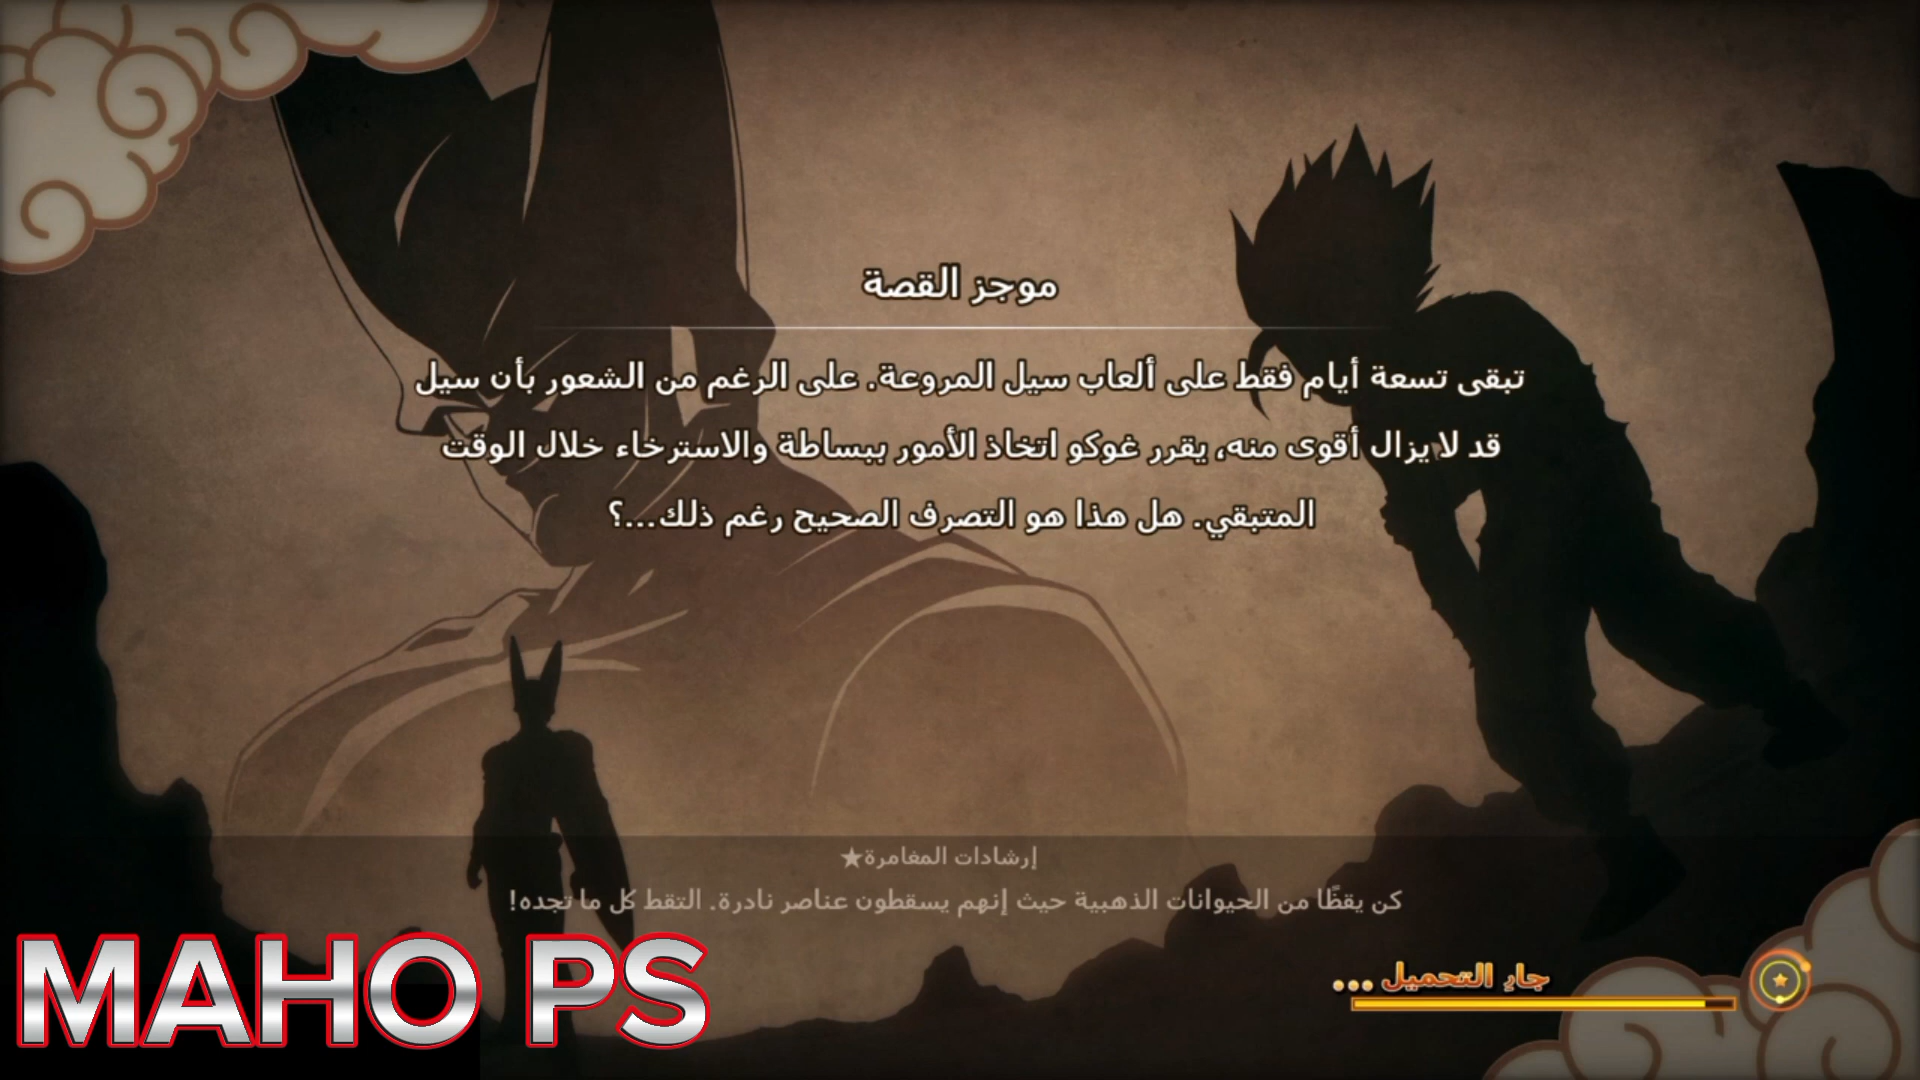 موجز القصة
تبقى تسعة أيام فقط على ألعاب سيل المروعة. على الرغم من الشعور بأن سيل
قد لا يزال أقوى منه، يقرر غوكو اتخاذ الأمور ببساطة والاسترخاء خلال الوقت
المتبقي. هل هذا هو التصرف الصحيح رغم ذلك...؟
إرشادات المغامرة★
كن يقظًا من الحيوانات الذهبية حيث إنهم يسقطون عناصر نادرة. التقط كل ما تجده!
جارِ التحميل ...
MAHO PS